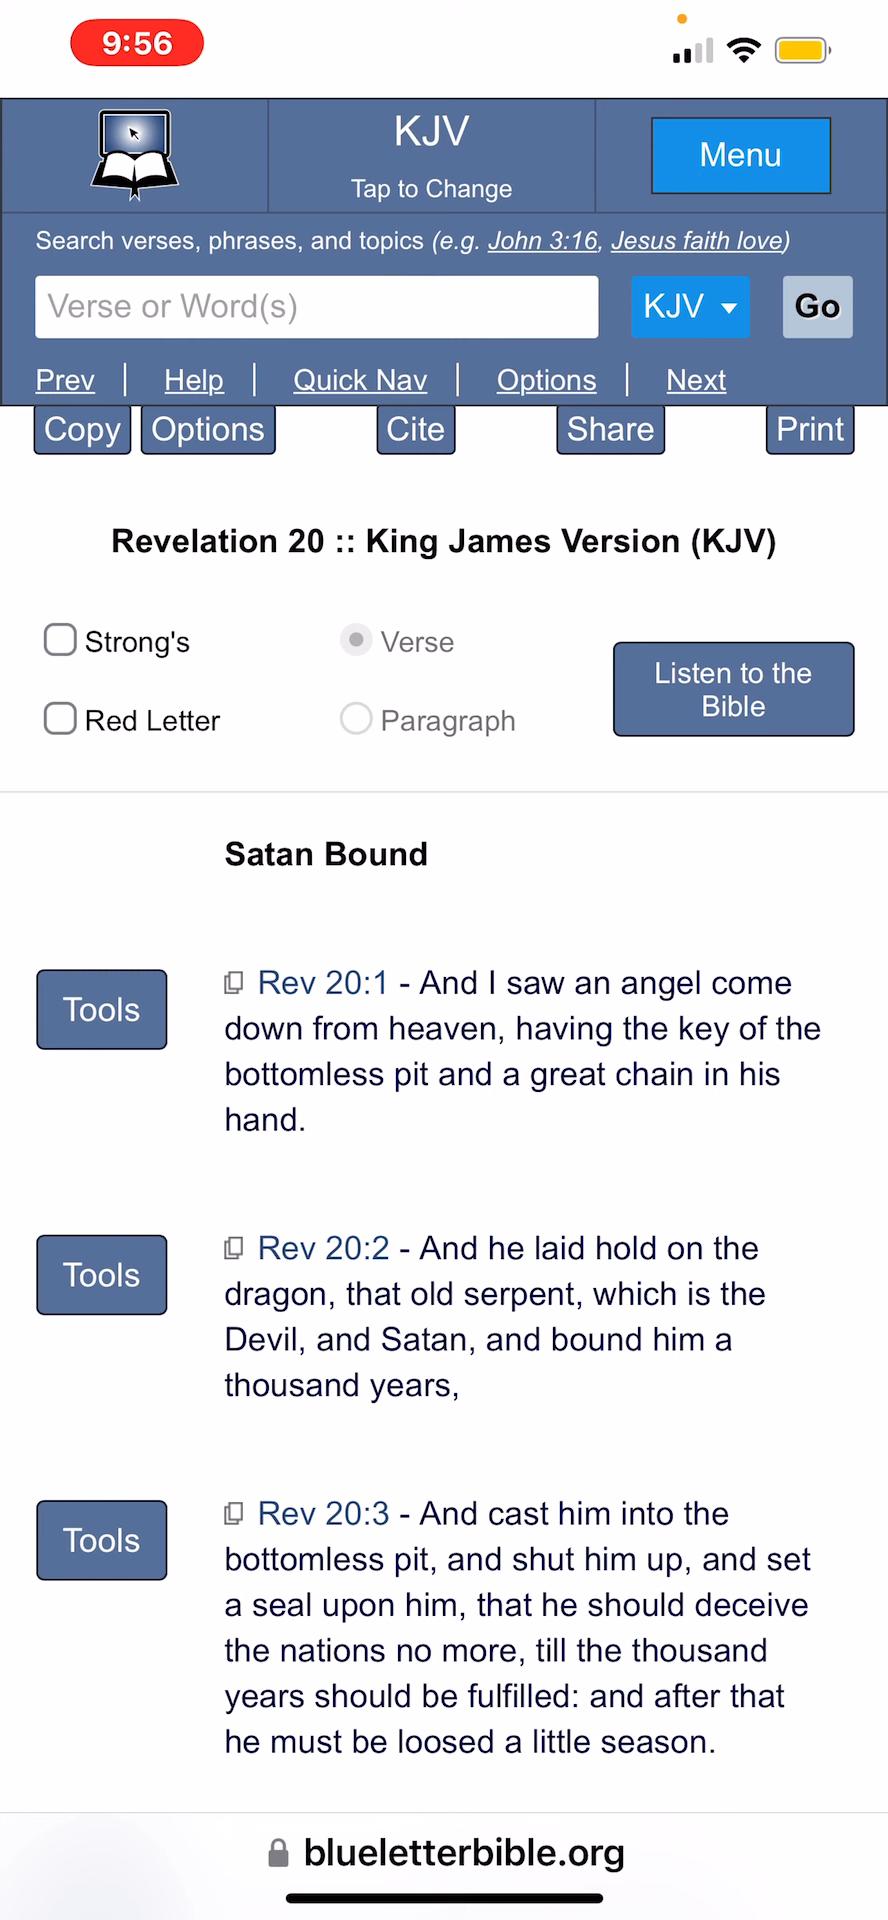 9:56
KJV
Tap to Change
Menu
Search verses, phrases, and topics (e.g. John 3:16, Jesus faith love)
Verse or Word(s)
KJV
Go
Prev | Help | Quick Nav | Options | Next
Copy Options Cite Share Print
Revelation 20 :: King James Version (KJV)
Strong's
Verse
Listen to the
Bible
Red Letter
Paragraph
Satan Bound
Tools
Rev 20:1 - And I saw an angel come
down from heaven, having the key of the
bottomless pit and a great chain in his
hand.
Tools
Rev 20:2 - And he laid hold on the
dragon, that old serpent, which is the
Devil, and Satan, and bound him a
thousand years,
Tools
Rev 20:3 - And cast him into the
bottomless pit, and shut him up, and set
a seal upon him, that he should deceive
the nations no more, till the thousand
years should be fulfilled: and after that
he must be loosed a little season.
blueletterbible.org